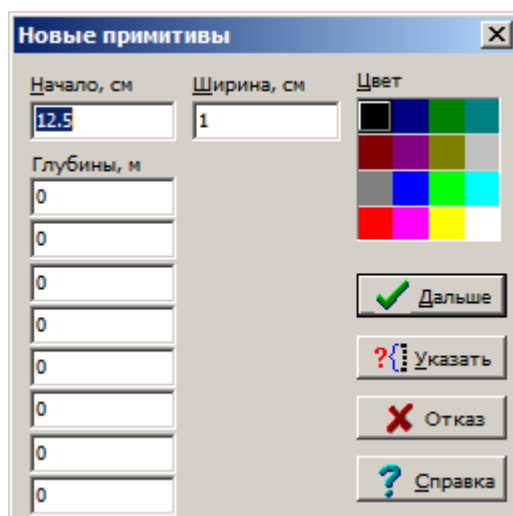 Новые примитивы
Начало, см
Ширина, см
Цвет
12.5
1
Глубины, м
0
0
0
0
0
0
0
0
Дальше
?{ Указать
Отказ
? Справка